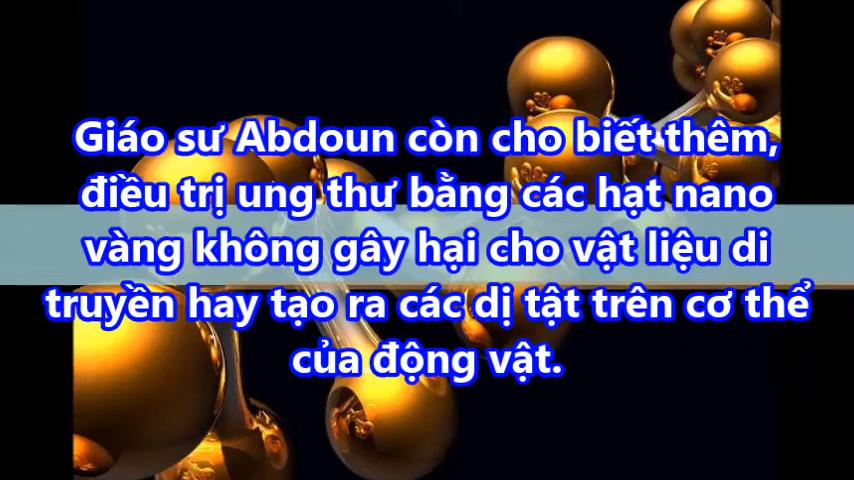 Giáo sư Abdoun còn cho biết thêm,
điều trị ung thư bằng các hạt nano
vàng không gây hại cho vật liệu di
truyền hay tạo ra các dị tật trên cơ thể
của động vật.